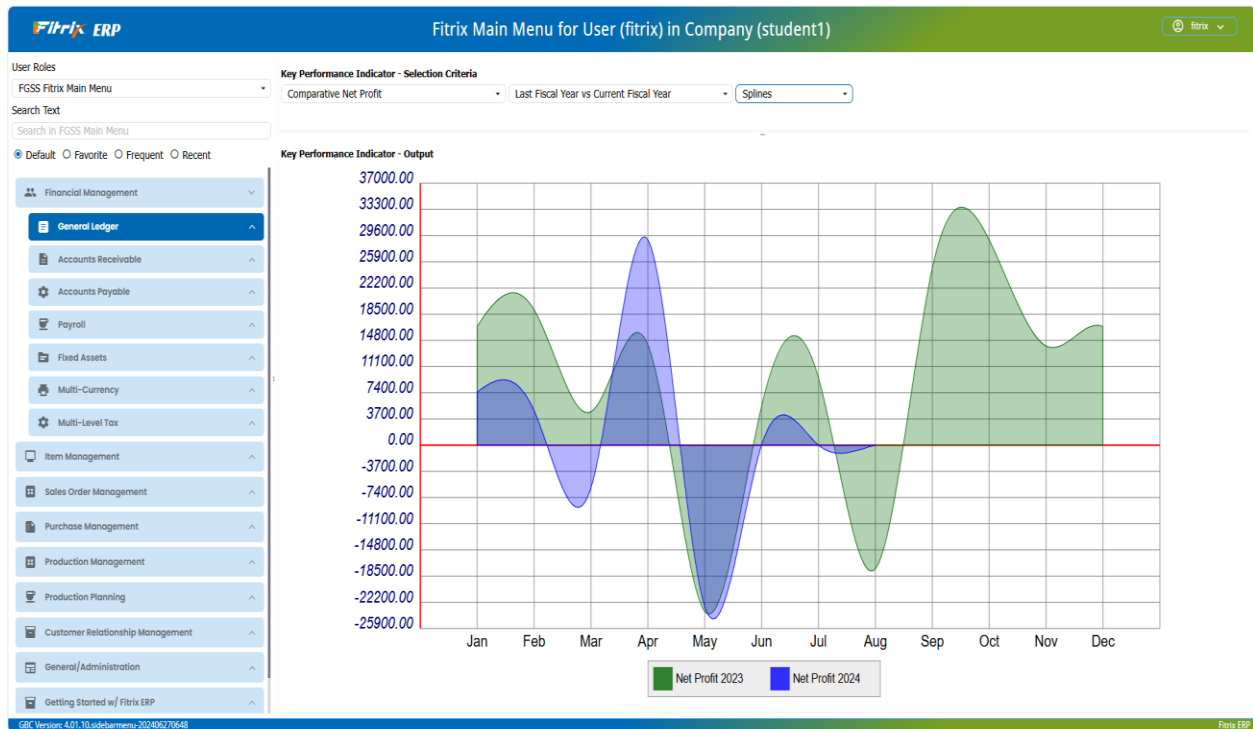 Fitrix ERP
Fitrix Main Menu for User (fitrix) in Company (student1)
fitrix
User Roles
FGSS Fitrix Main Menu
Search Text
Search in FGSS Main Menu
Default Favorite Frequent Recent
Financial Management
General Ledger
Accounts Receivable
Accounts Payable
Payroll
Fixed Assets
Multi-Currency
Multi-Level Tax
Item Management
Sales Order Management
Purchase Management
Production Management
Production Planning
Customer Relationship Management
General/Administration
Getting Started w/ Fitrix ERP
Key Performance Indicator - Selection Criteria
Comparative Net Profit
Last Fiscal Year vs Current Fiscal Year
Splines
Key Performance Indicator - Output
37000.00
33300.00
29600.00
25900.00
22200.00
18500.00
14800.00
11100.00
7400.00
3700.00
0.00
-3700.00
-7400.00
-11100.00
-14800.00
-18500.00
-22200.00
-25900.00
Jan Feb Mar Apr May Jun Jul Aug Sep Oct Nov Dec
Net Profit 2023 Net Profit 2024
GBC Version: 4.01.10.sidebarmenu-202406270648
Fitrix ERP